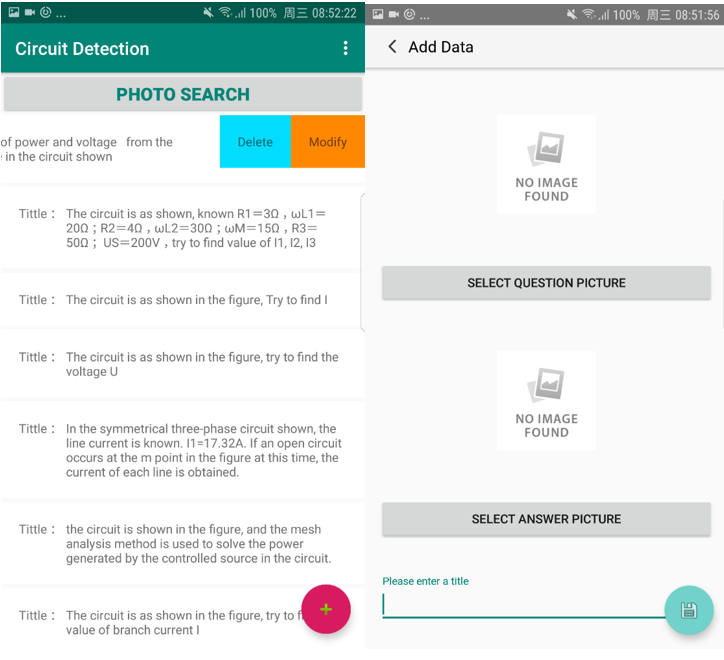 ... 100% 周三 08:52:22
Circuit Detection
PHOTO SEARCH
of power and voltage from the
in the circuit shown
Delete
Modify
Tittle： The circuit is as shown, known R1＝3Ω，ωL1＝
20Ω；R2＝4Ω，ωL2＝30Ω；ωM＝15Ω，R3＝
50Ω； US＝200V，try to find value of I1, I2, I3
Tittle： The circuit is as shown in the figure, Try to find I
Tittle： The circuit is as shown in the figure, try to find the
voltage U
Tittle： In the symmetrical three-phase circuit shown, the
line current is known. I1=17.32A. If an open circuit
occurs at the m point in the figure at this time, the
current of each line is obtained.
Tittle： the circuit is shown in the figure, and the mesh
analysis method is used to solve the power
generated by the controlled source in the circuit.
Tittle： The circuit is as shown in the figure, try to
value of branch current I
+
... 100% 周三 08:51:56
Add Data
NO IMAGE
FOUND
SELECT QUESTION PICTURE
NO IMAGE
FOUND
SELECT ANSWER PICTURE
Please enter a title